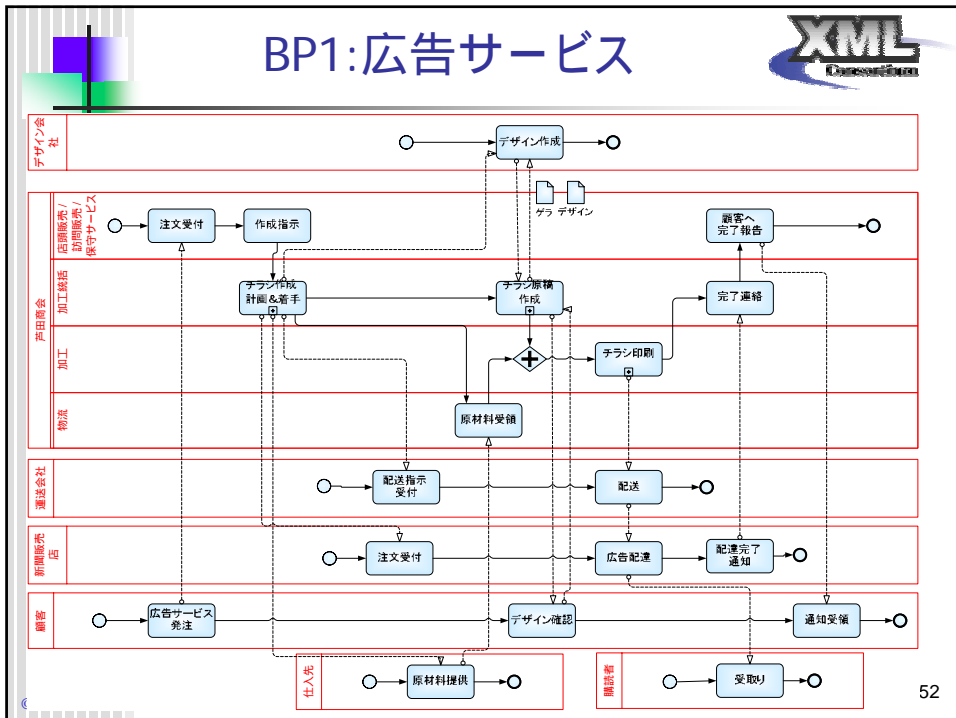 BP1:広告サービス
XML
Consortium
デザイン会
社
デザイン作成
ゲラ
デザイン
芦田商会
店頭販売/
訪問販売/
保守サービス
注文受付
作成指示
顧客へ
完了報告
加工統括
チラシ作成
計画&着手
チラシ原稿
作成
完了連絡
加工
チラシ印刷
物流
原材料受領
運送会社
配送指示
受付
配送
新聞販売
店
注文受付
広告配達
配達完了
通知
顧客
広告サービス
発注
デザイン確認
通知受領
仕入先
原材料提供
購読者
受取り
©
52